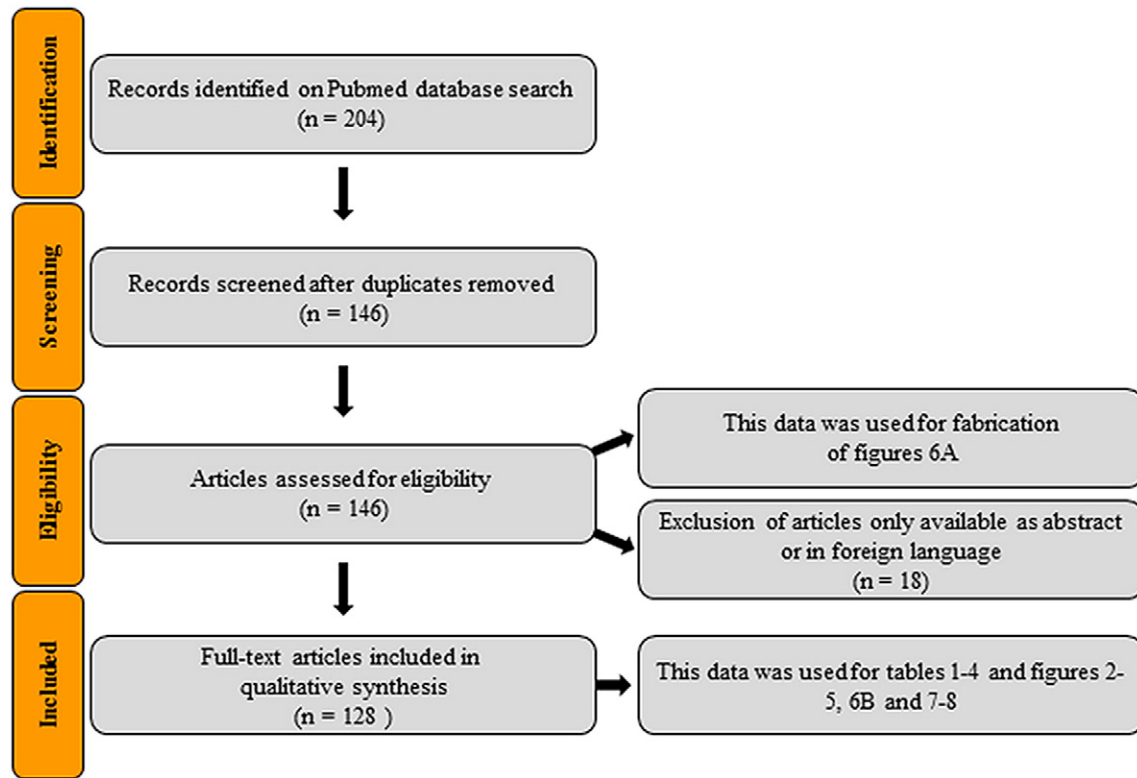 Identification
Records identified on Pubmed database search
(n = 204)
Screening
Records screened after duplicates removed
(n = 146)
Eligibility
Articles assessed for eligibility
(n = 146)
This data was used for fabrication
of figures 6A
Exclusion of articles only available as abstract
or in foreign language
(n = 18)
Included
Full-text articles included in
qualitative synthesis
(n = 128 )
This data was used for tables 1-4 and figures 2-
5, 6B and 7-8